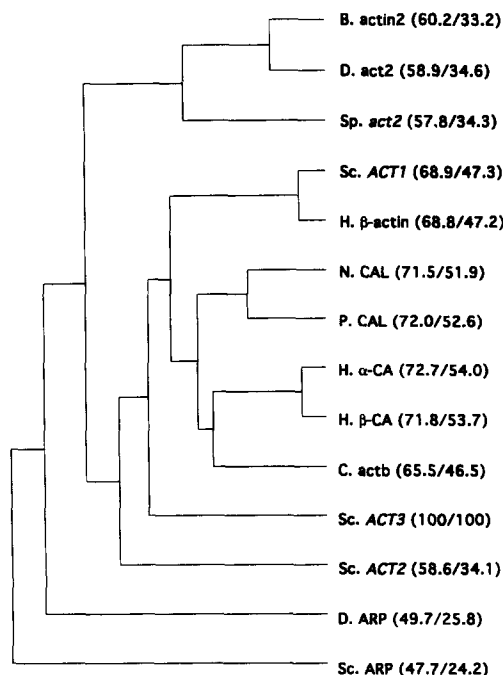 B. actin2 (60.2/33.2)
D. act2 (58.9/34.6)
Sp. act2 (57.8/34.3)
Sc. ACT1 (68.9/47.3)
H. β-actin (68.8/47.2)
N. CAL (71.5/51.9)
P. CAL (72.0/52.6)
H. α-CA (72.7/54.0)
H. β-CA (71.8/53.7)
C. actb (65.5/46.5)
Sc. ACT3 (100/100)
Sc. ACT2 (58.6/34.1)
D. ARP (49.7/25.8)
Sc. ARP (47.7/24.2)